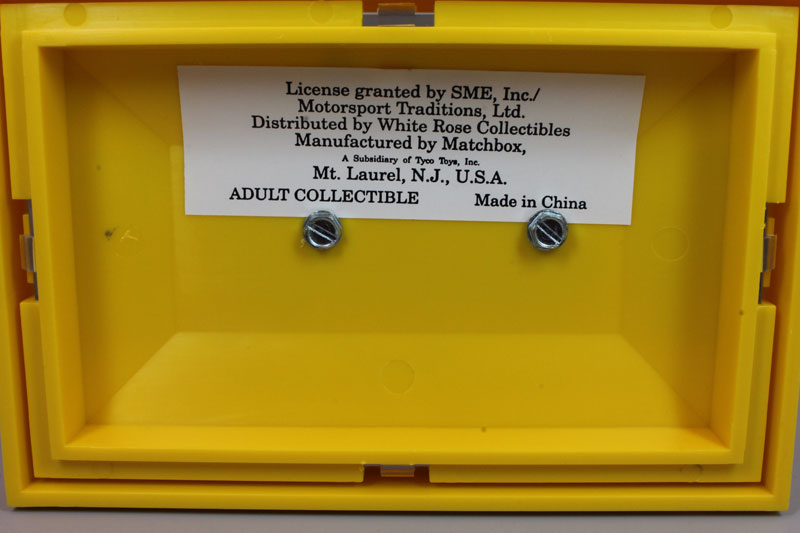 License granted by SME, Inc./
Motorsport Traditions, Ltd.
Distributed by White Rose Collectibles
Manufactured by Matchbox,
A Subsidiary of Tyco Toys, Inc.
Mt. Laurel, N.J., U.S.A.
ADULT COLLECTIBLE Made in China